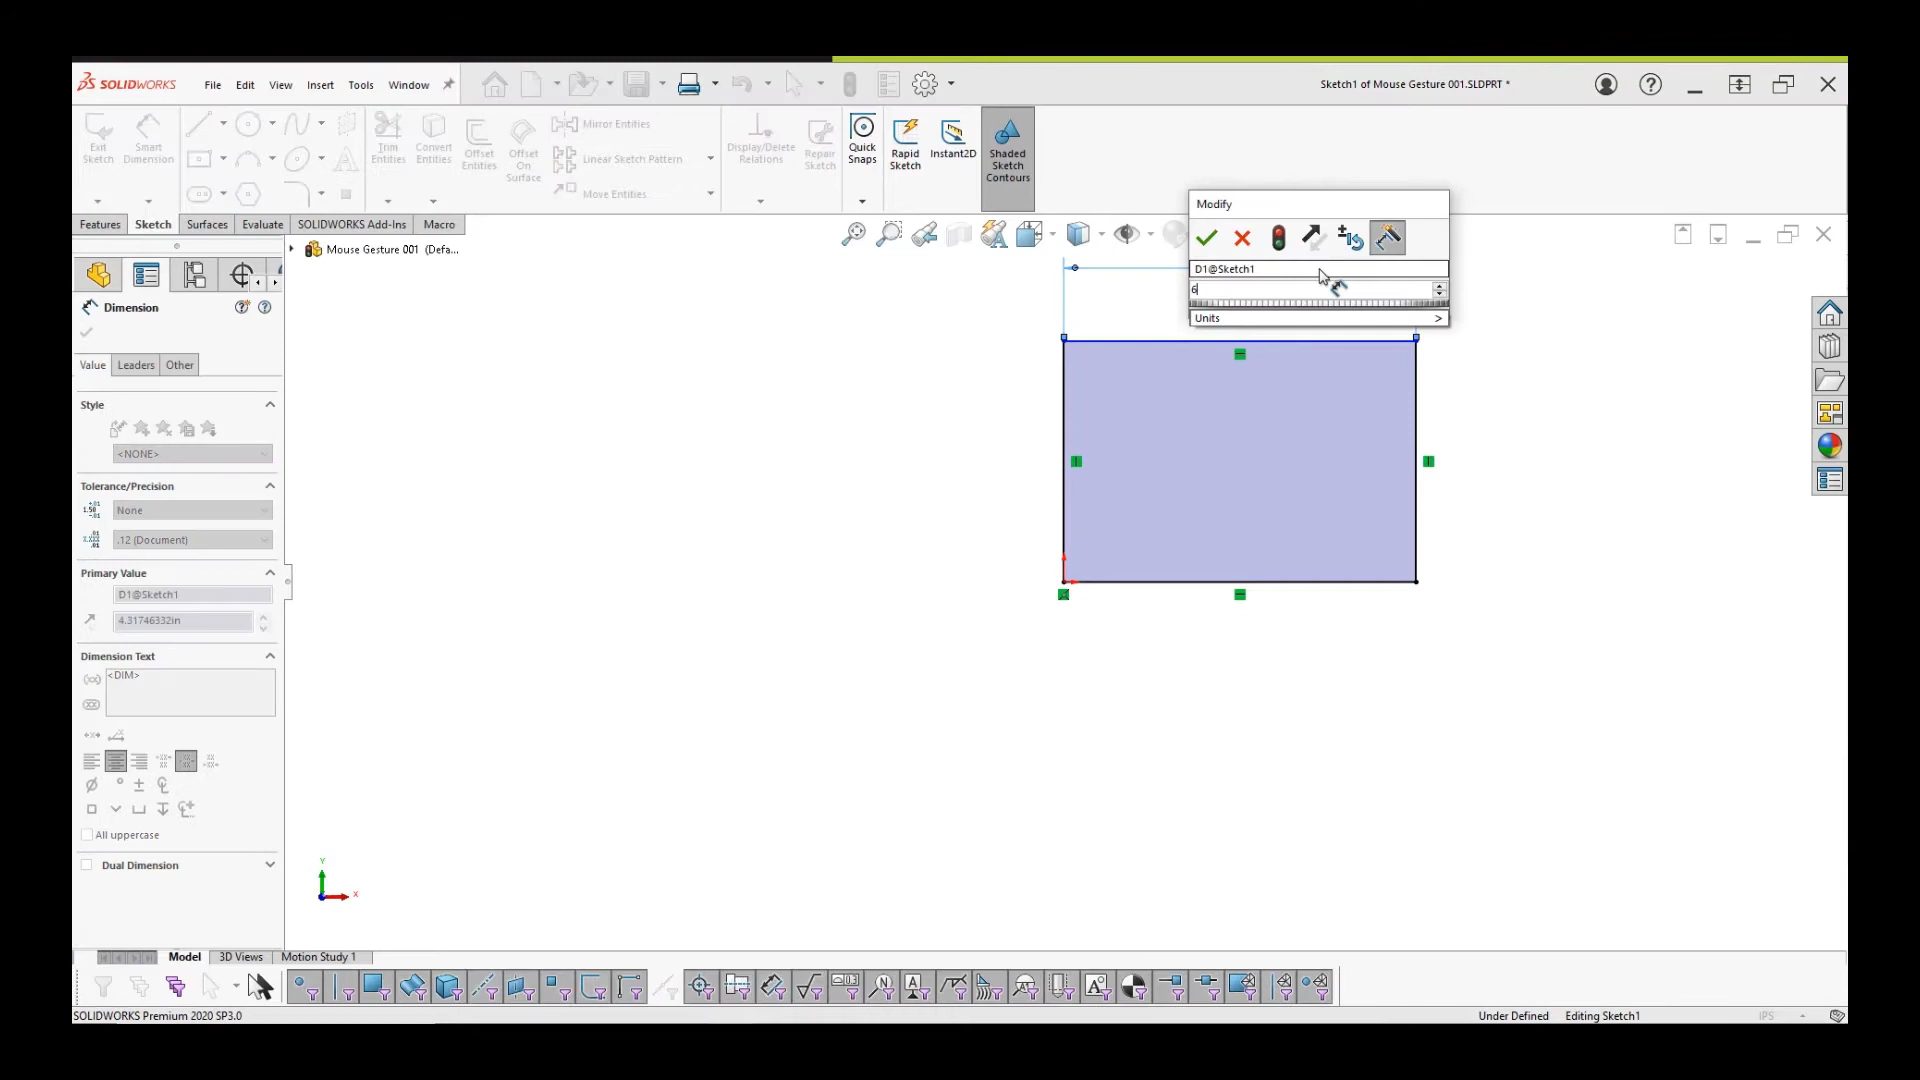 SOLIDWORKS File Edit View Insert Tools Window Sketch1 of Mouse Gesture 001.SLDPRT *
Exit Sketch
Smart Dimension
Trim Entities
Convert Entities
Offset Entities
Offset On Surface
Mirror Entities
Linear Sketch Pattern
Move Entities
Display/Delete Relations
Repair Sketch
Quick Snaps
Rapid Sketch
Instant2D
Shaded Sketch Contours
Features Sketch Surfaces Evaluate SOLIDWORKS Add-Ins Macro
Modify
D1@Sketch1
6
Units >
Mouse Gesture 001 (Defa...
Dimension
Value Leaders Other
Style
<NONE>
Tolerance/Precision
None
.12 (Document)
Primary Value
D1@Sketch1
4.31746332in
Dimension Text
<DIM>
All uppercase
Dual Dimension
Y
X
Model 3D Views Motion Study 1
SOLIDWORKS Premium 2020 SP3.0 Under Defined Editing Sketch1 IPS